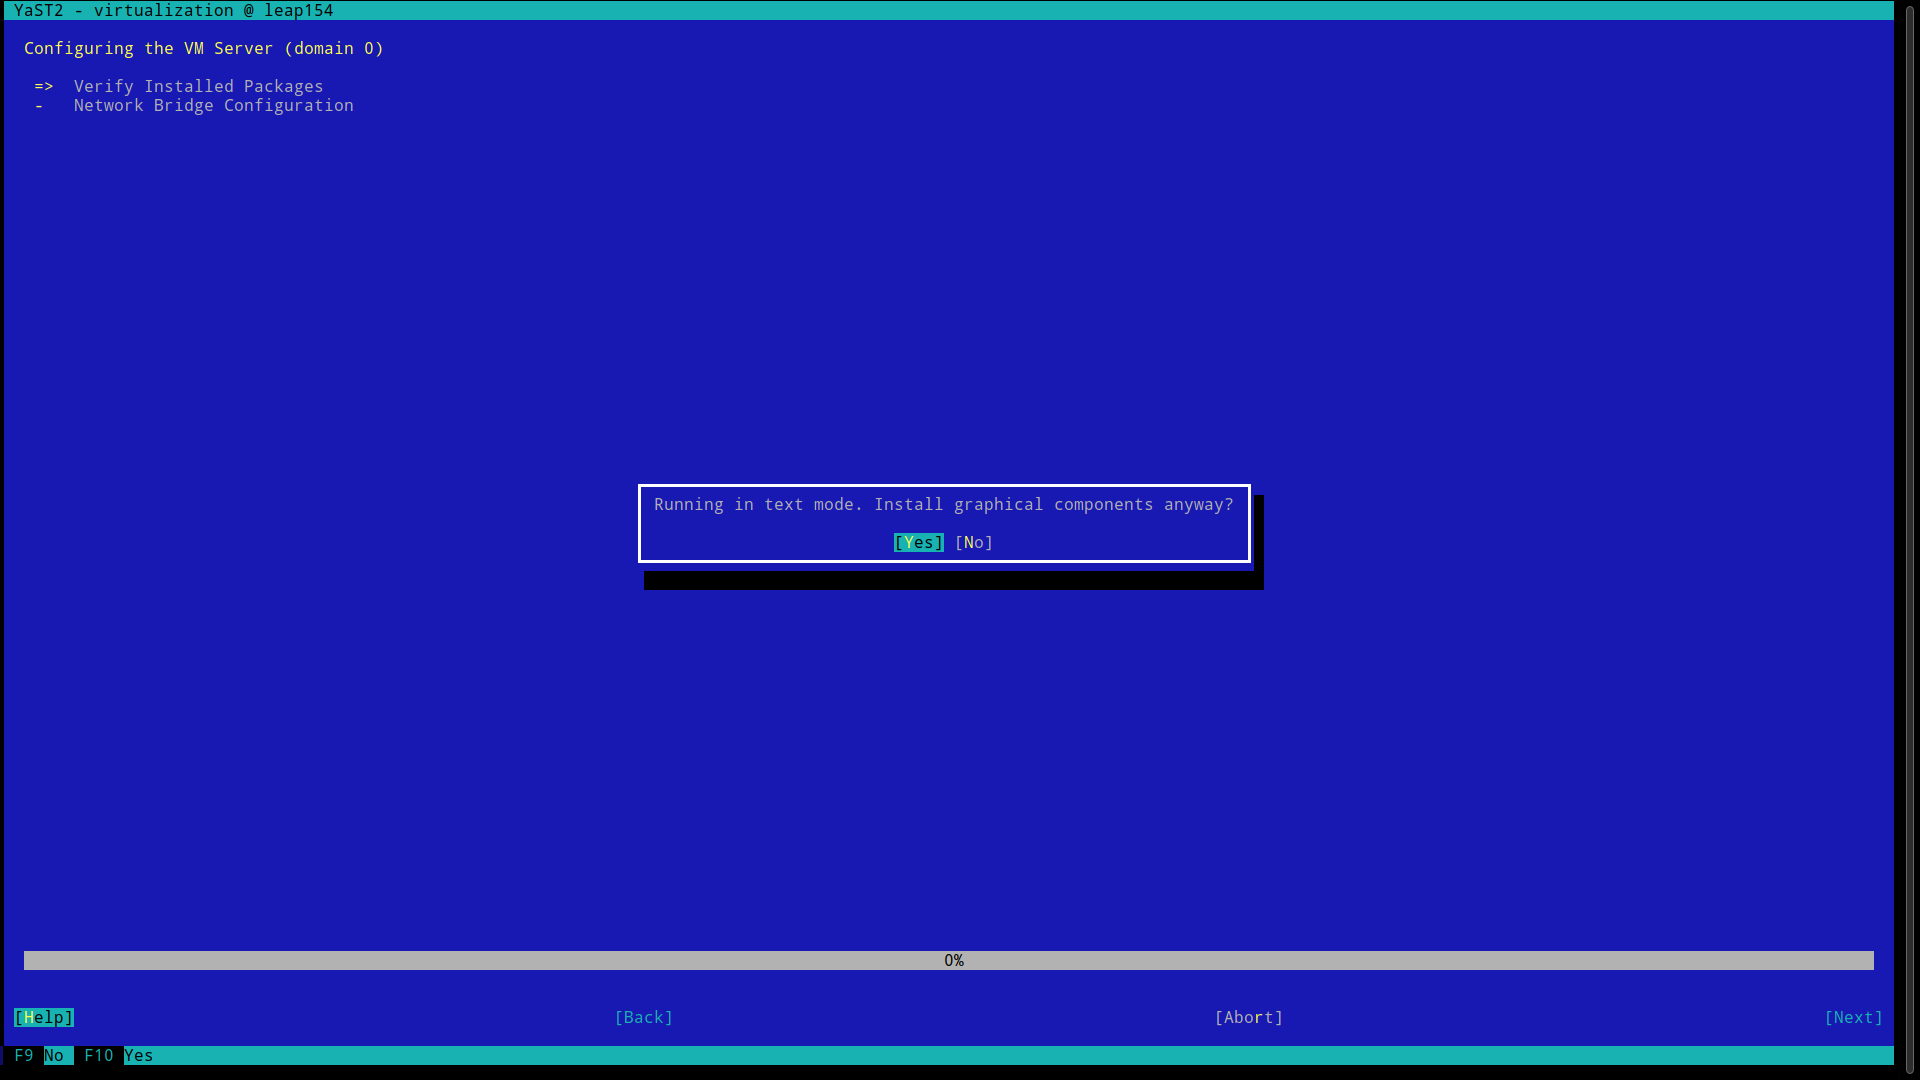 YaST2 - virtualization @ leap154
Configuring the VM Server (domain 0)
=> Verify Installed Packages
- Network Bridge Configuration
Running in text mode. Install graphical components anyway?
[Yes] [No]
0%
[Help] [Back] [Abort] [Next]
F9 No F10 Yes